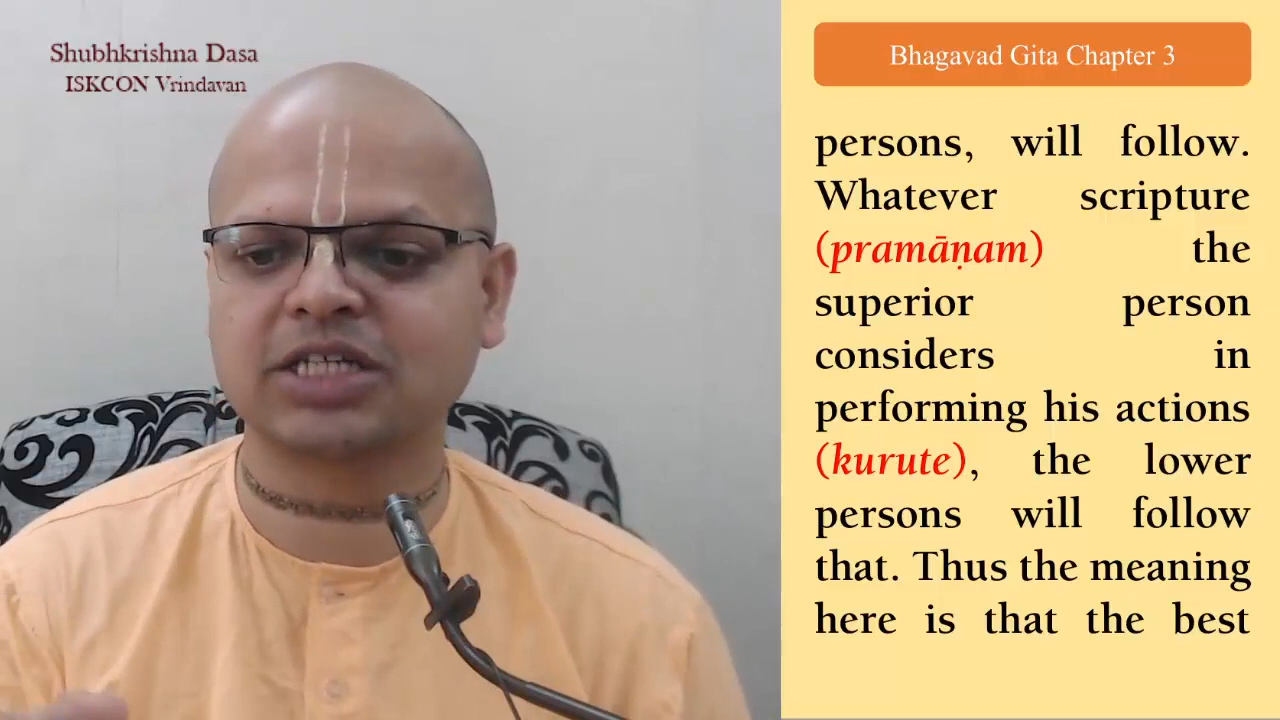 Shubhkrishna Dasa
ISKCON Vrindavan
Bhagavad Gita Chapter 3
persons, will follow.
Whatever scripture
(pramāṇam) the
superior person
considers in
performing his actions
(kurute), the lower
persons will follow
that. Thus the meaning
here is that the best